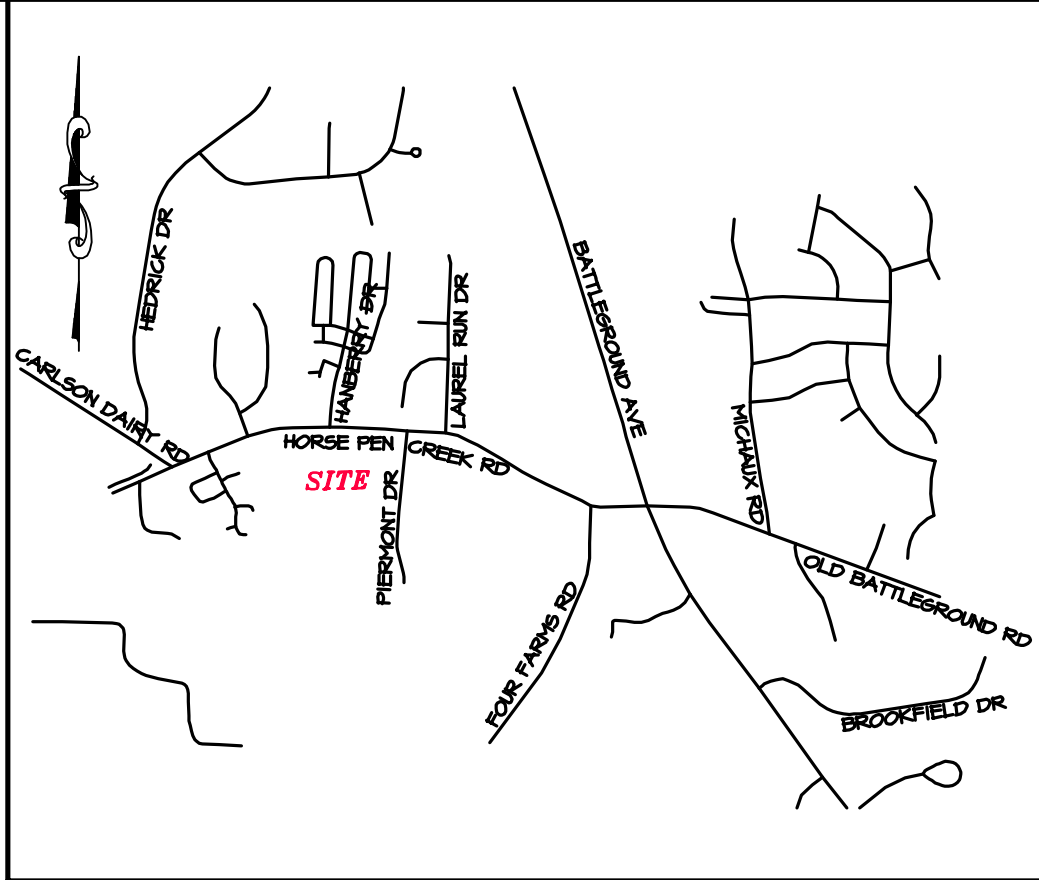 HEDRICK DR
CARLSON DAIRY RD
HANBERRY DR
LAUREL RUN DR
HORSE PEN CREEK RD
SITE
PIERMONT DR
BATTLEGROUND AVE
MICHAUX RD
OLD BATTLEGROUND RD
FOUR FARMS RD
BROOKFIELD DR